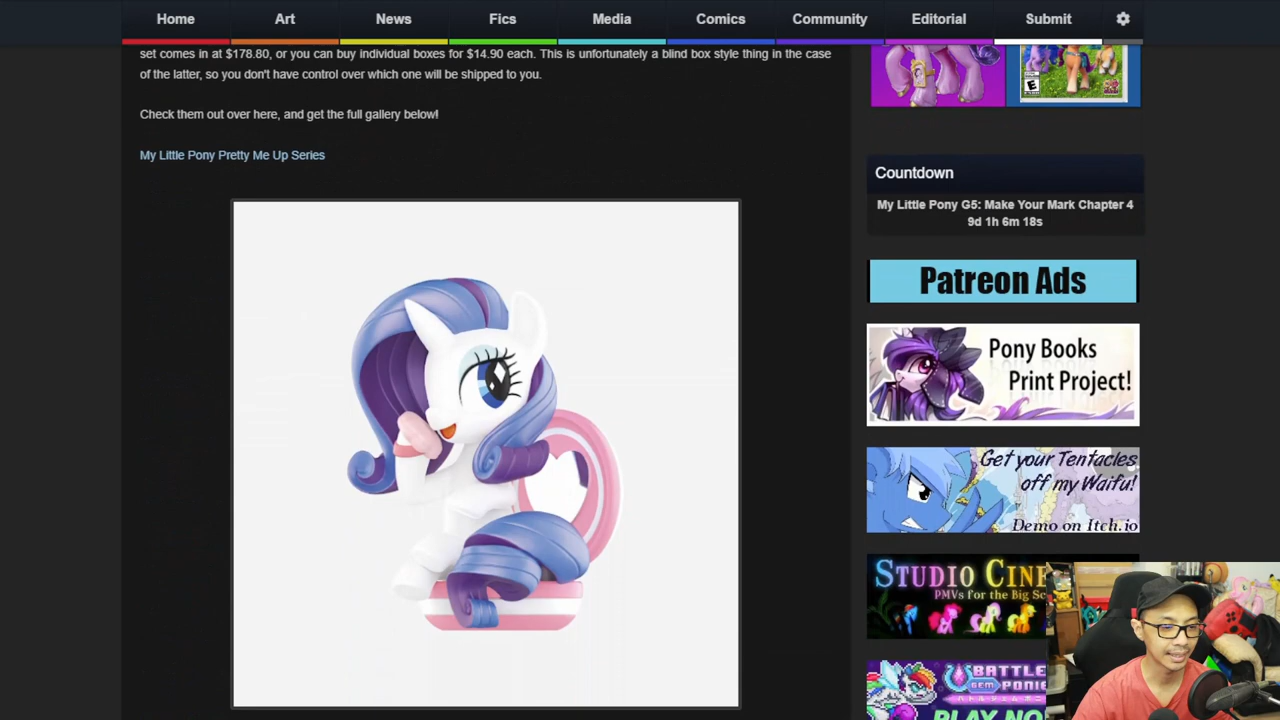 Home Art News Fics Media Comics Community Editorial Submit
set comes in at $178.80, or you can buy individual boxes for $14.90 each. This is unfortunately a blind box style thing in the case
of the latter, so you don't have control over which one will be shipped to you.
Check them out over here, and get the full gallery below!
My Little Pony Pretty Me Up Series
E
Countdown
My Little Pony G5: Make Your Mark Chapter 4
9d 1h 6m 18s
Patreon Ads
Pony Books
Print Project!
Get your Tentacles
off my Waifu!
Demo on Itch.io
STUDIO CINE
PMVs for the Big Sc
BATTLE
GEM PONIE
PLAY NO